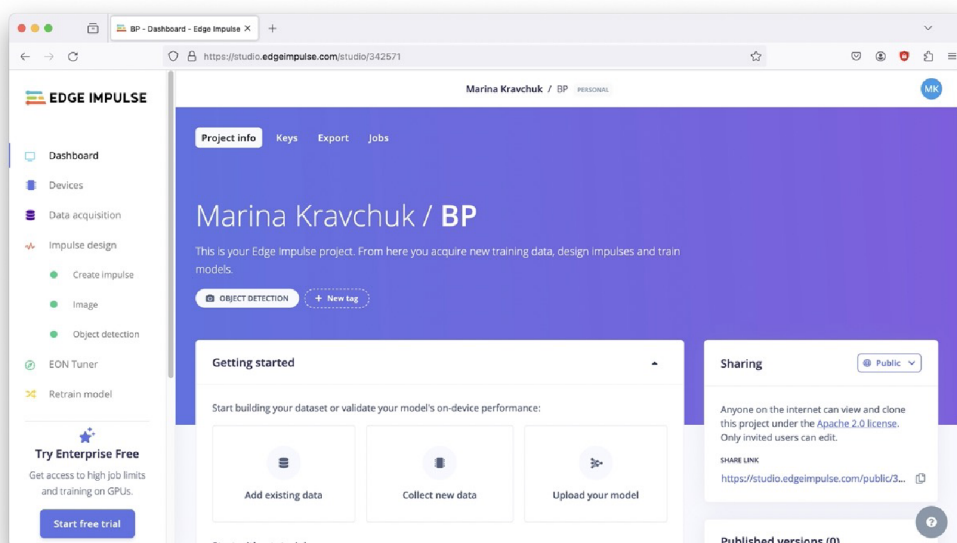 BP - Dashboard - Edge Impulse
https://studio.edgeimpulse.com/studio/342571
EDGE IMPULSE
Marina Kravchuk / BP PERSONAL
MK
Dashboard
Devices
Data acquisition
Impulse design
Create impulse
Image
Object detection
EON Tuner
Retrain model
Try Enterprise Free
Get access to high job limits
and training on GPUs.
Start free trial
Project info Keys Export Jobs
Marina Kravchuk / BP
This is your Edge Impulse project. From here you acquire new training data, design impulses and train
models.
OBJECT DETECTION + New tag
Getting started
Start building your dataset or validate your model's on-device performance:
Add existing data Collect new data Upload your model
Sharing Public
Anyone on the internet can view and clone
this project under the Apache 2.0 license.
Only invited users can edit.
SHARE LINK
https://studio.edgeimpulse.com/public/3...
?
Published versions (0)